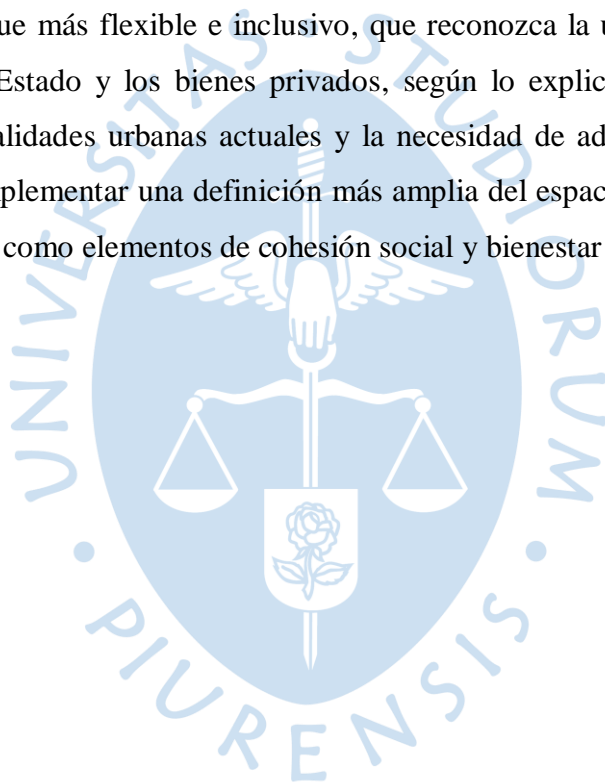 ue más flexible e inclusivo, que reconozca la u
Estado y los bienes privados, según lo explic
alidades urbanas actuales y la necesidad de ad
plementar una definición más amplia del espac
como elementos de cohesión social y bienestar
UNIVERSITAS · STUDIORUM · PIURENSIS ·